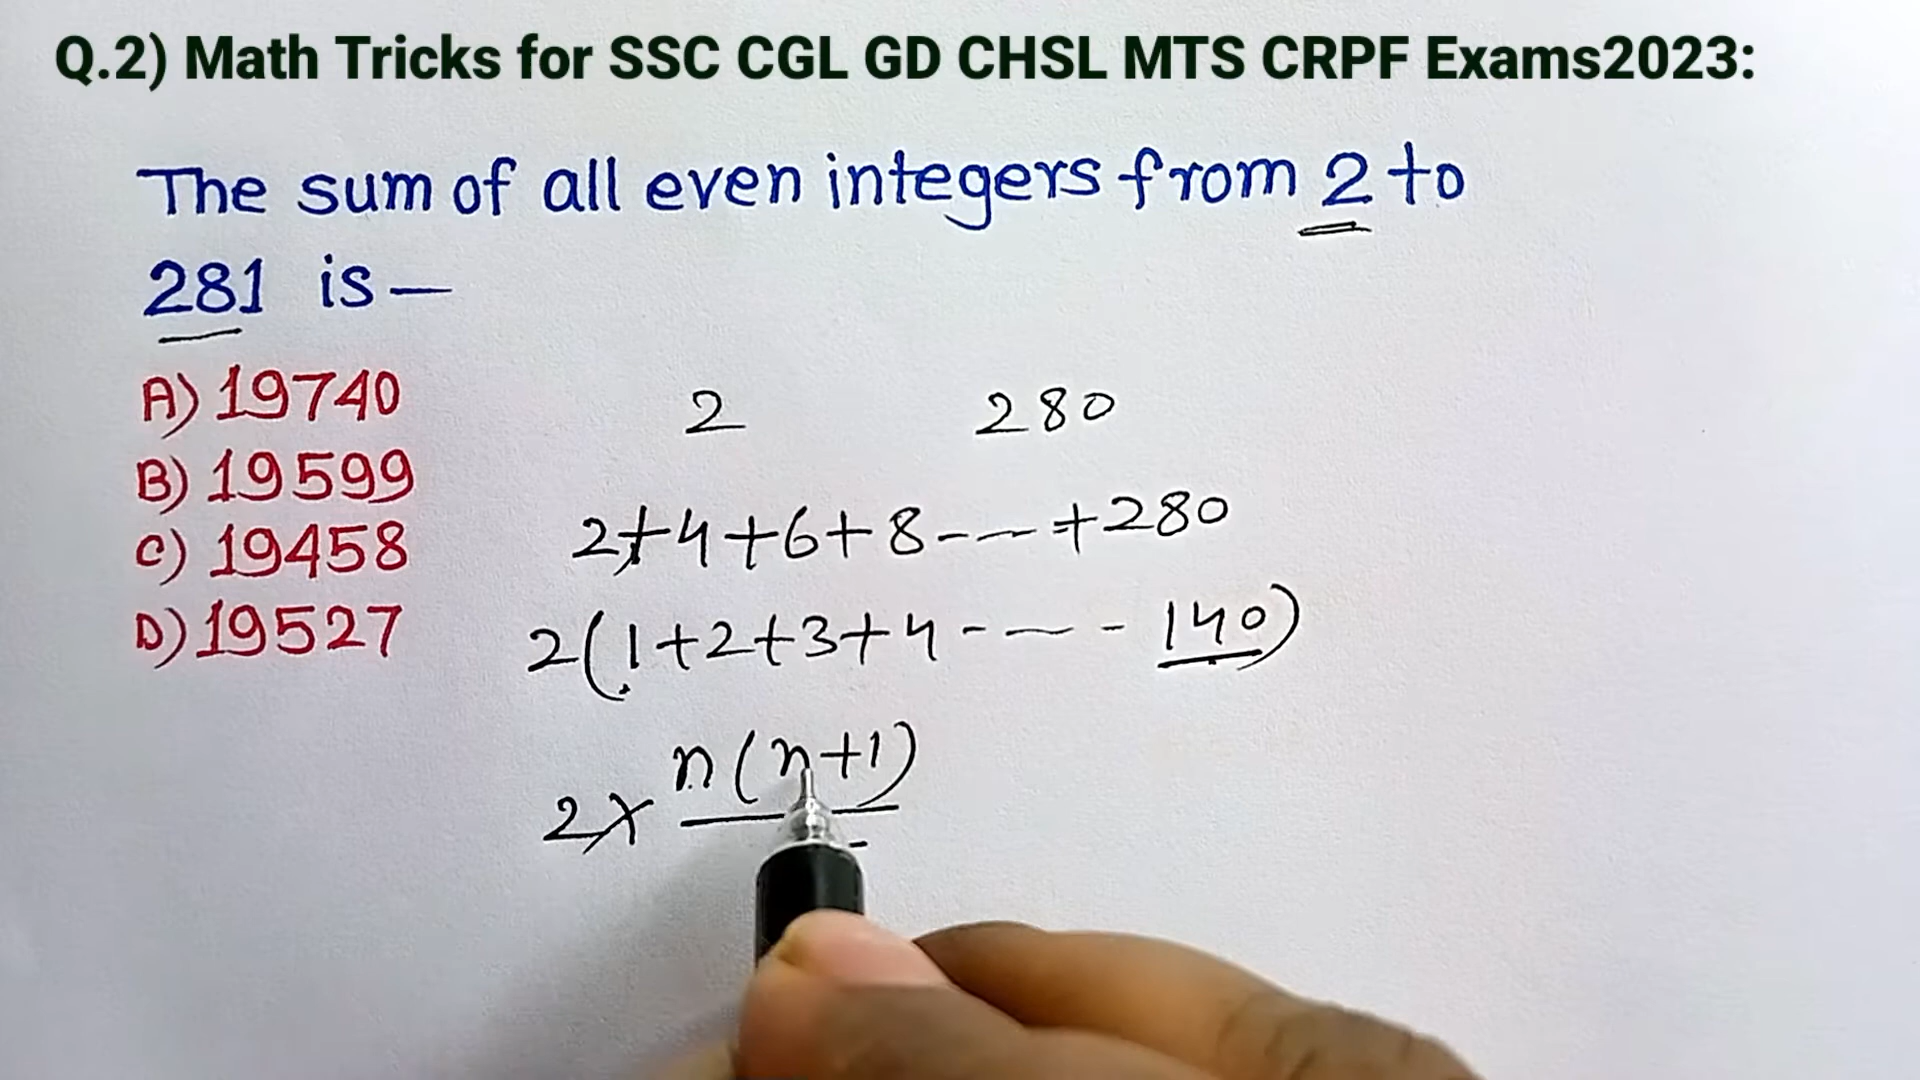 Q.2) Math Tricks for SSC CGL GD CHSL MTS CRPF Exams2023:
The sum of all even integers from 2 to
281 is —
A) 19740
B) 19599
C) 19458
D) 19527
2 280
2+4+6+8-----+280
2(1+2+3+4----- 140)
2× n(n+1)